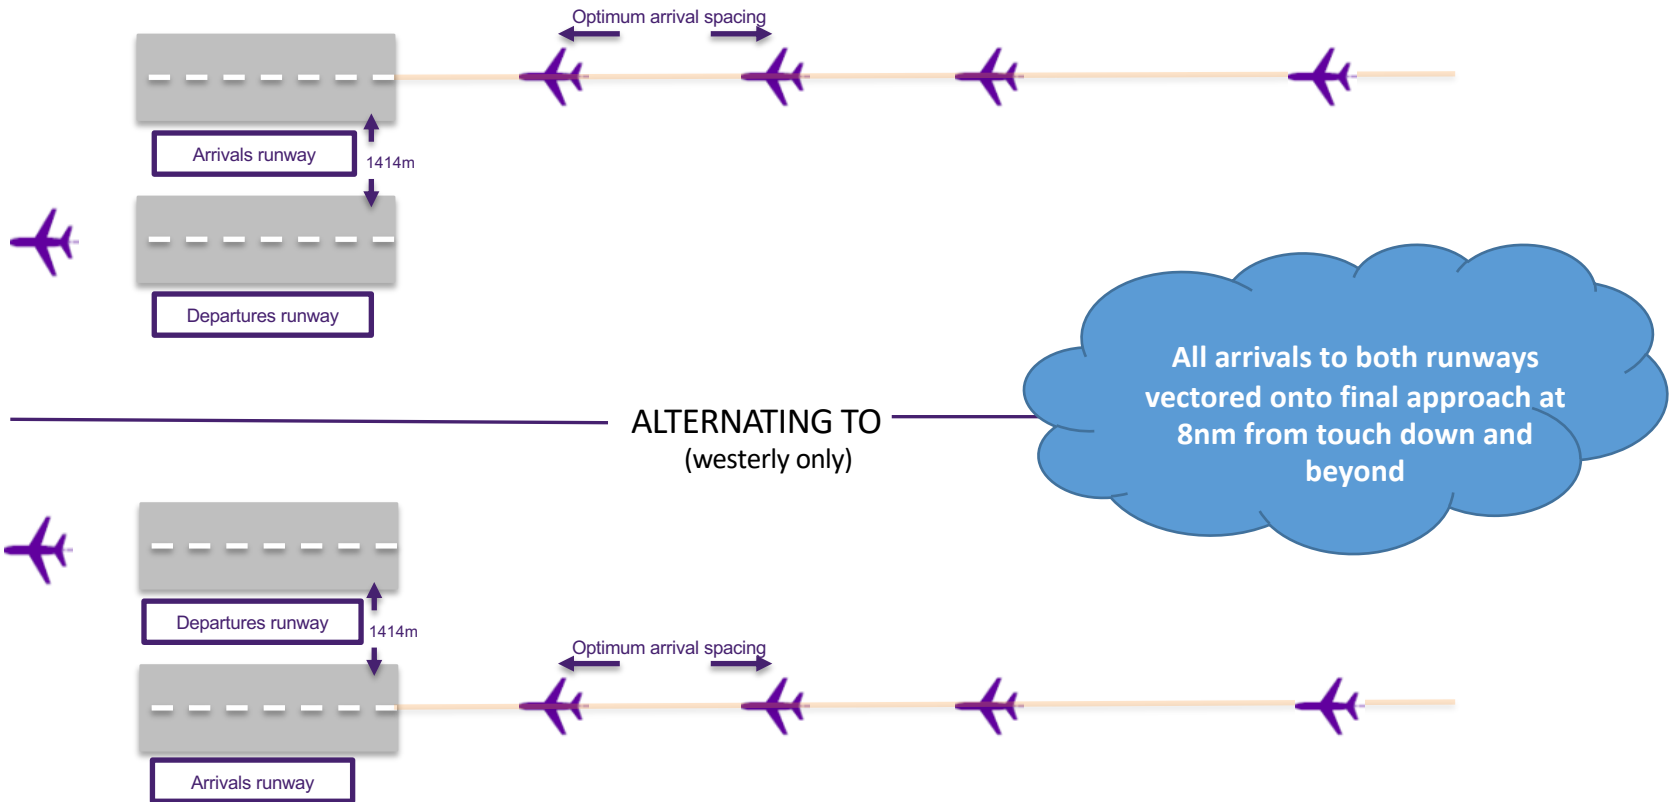 Optimum arrival spacing
Arrivals runway
1414m
Departures runway
All arrivals to both runways
vectored onto final approach at
8nm from touch down and
beyond
ALTERNATING TO
(westerly only)
Departures runway
1414m
Optimum arrival spacing
Arrivals runway